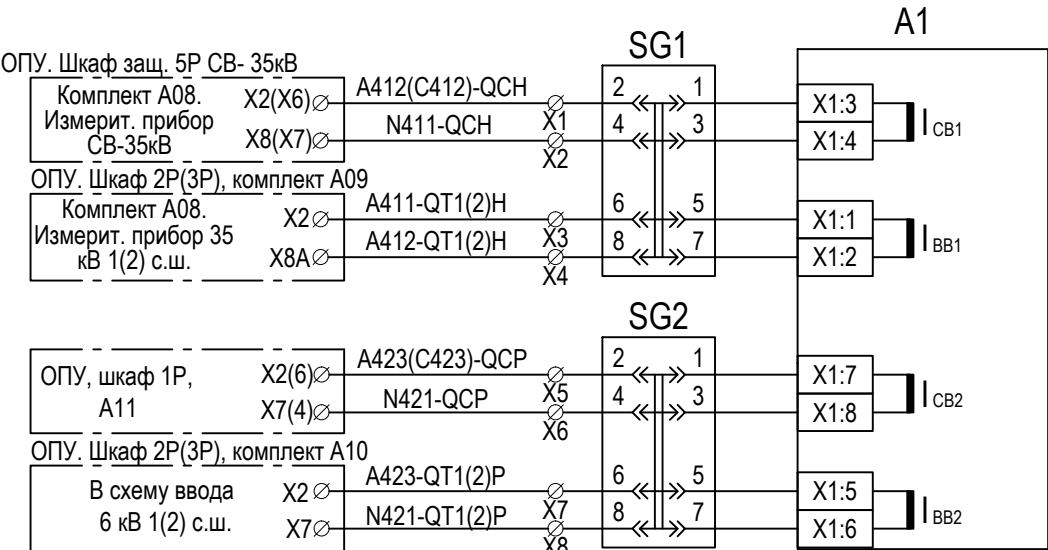 A1
SG1
ОПУ. Шкаф защ. 5Р СВ- 35кВ
Комплект А08.
Измерит. прибор
СВ-35кВ
X2(X6)
A412(C412)-QCH
X1
2
1
X1:3
X8(X7)
N411-QCH
X2
4
3
X1:4
I СВ1
ОПУ. Шкаф 2Р(3Р), комплект А09
Комплект А08.
Измерит. прибор 35
кВ 1(2) с.ш.
X2
A411-QT1(2)H
X3
6
5
X1:1
X8A
A412-QT1(2)H
X4
8
7
X1:2
I ВВ1
SG2
ОПУ, шкаф 1Р,
А11
X2(6)
A423(C423)-QCP
X5
2
1
X1:7
X7(4)
N421-QCP
X6
4
3
X1:8
I СВ2
ОПУ. Шкаф 2Р(3Р), комплект А10
В схему ввода
6 кВ 1(2) с.ш.
X2
A423-QT1(2)P
X7
6
5
X1:5
X7
N421-QT1(2)P
X8
8
7
X1:6
I ВВ2